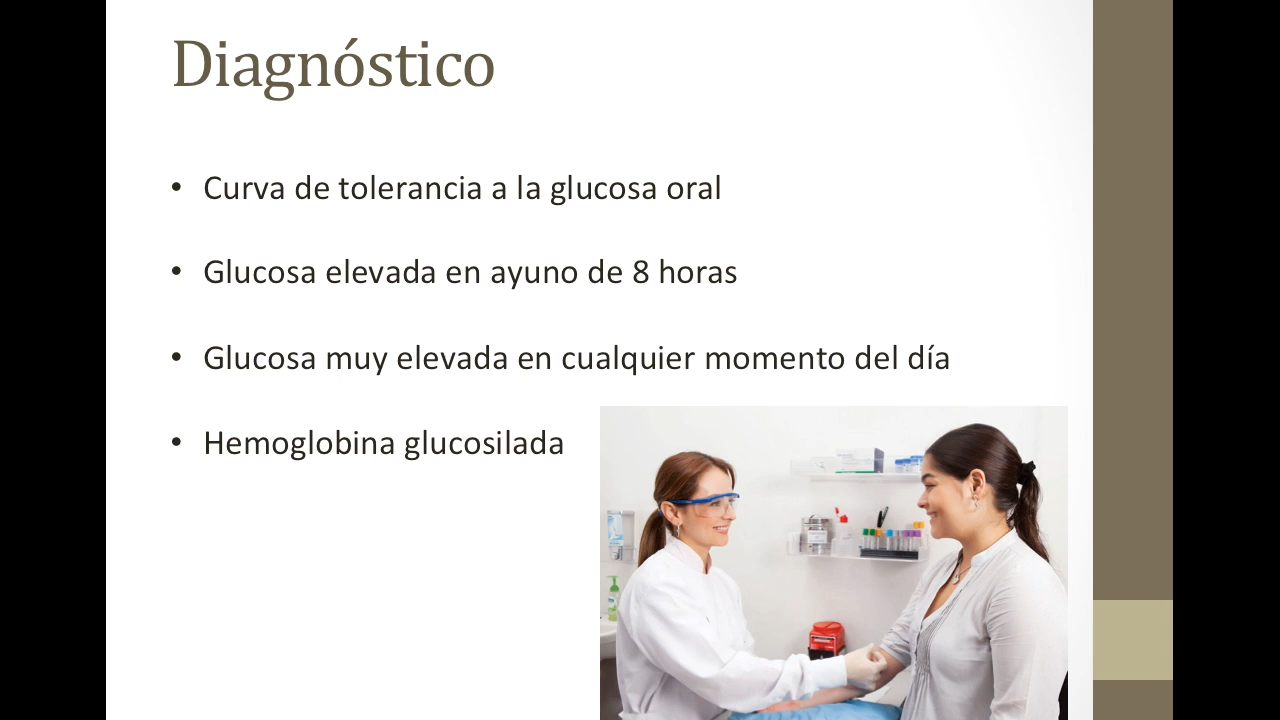 Diagnóstico
• Curva de tolerancia a la glucosa oral
• Glucosa elevada en ayuno de 8 horas
• Glucosa muy elevada en cualquier momento del día
• Hemoglobina glucosilada